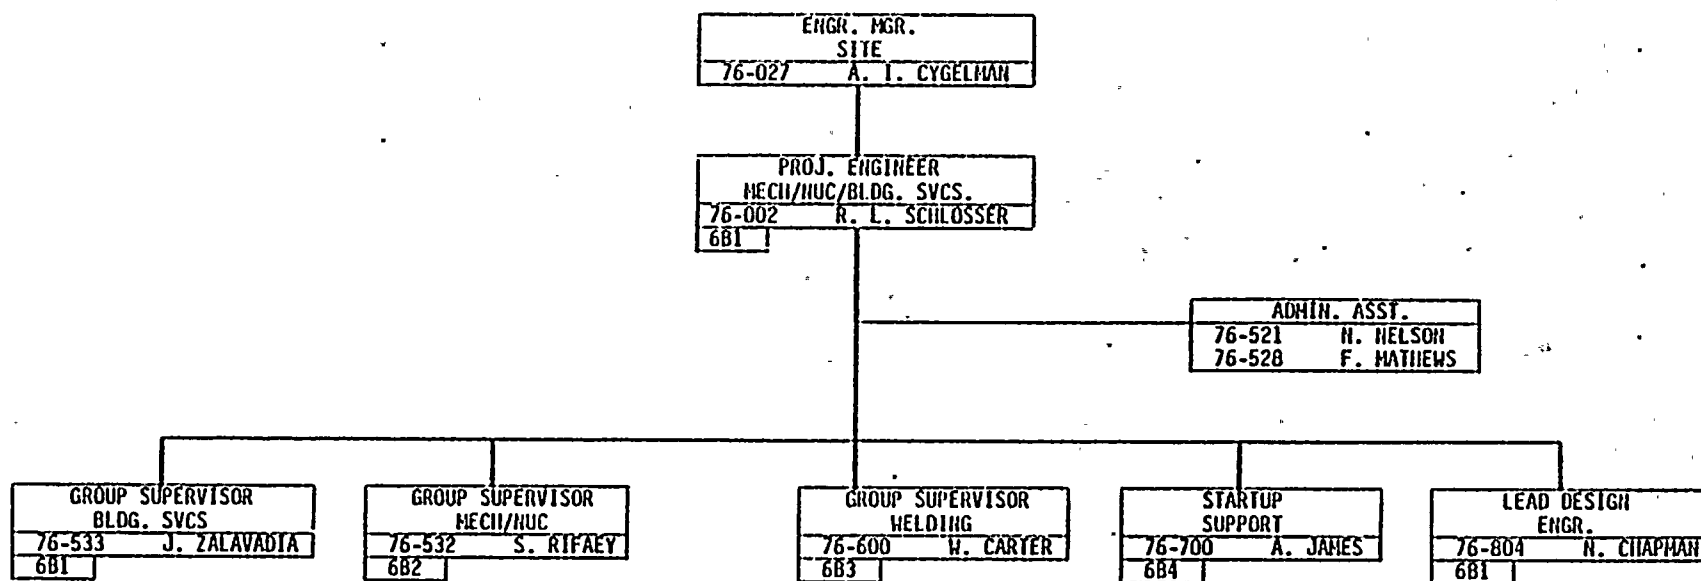 ENGR. MGR.
SITE
76-027 A. I. CYGELMAN
PROJ. ENGINEER
MECH/NUC/BLDG. SVCS.
76-002 R. L. SCHLOSSER
6B1
ADMIN. ASST.
76-521 N. NELSON
76-528 F. MATHEWS
GROUP SUPERVISOR
BLDG. SVCS
76-533 J. ZALAVADIA
6B1
GROUP SUPERVISOR
MECH/NUC
76-532 S. RIFAEY
6B2
GROUP SUPERVISOR
WELDING
76-600 W. CARTER
6B3
STARTUP
SUPPORT
76-700 A. JAMES
6B4
LEAD DESIGN
ENGR.
76-804 N. CHAPMAN
6B1